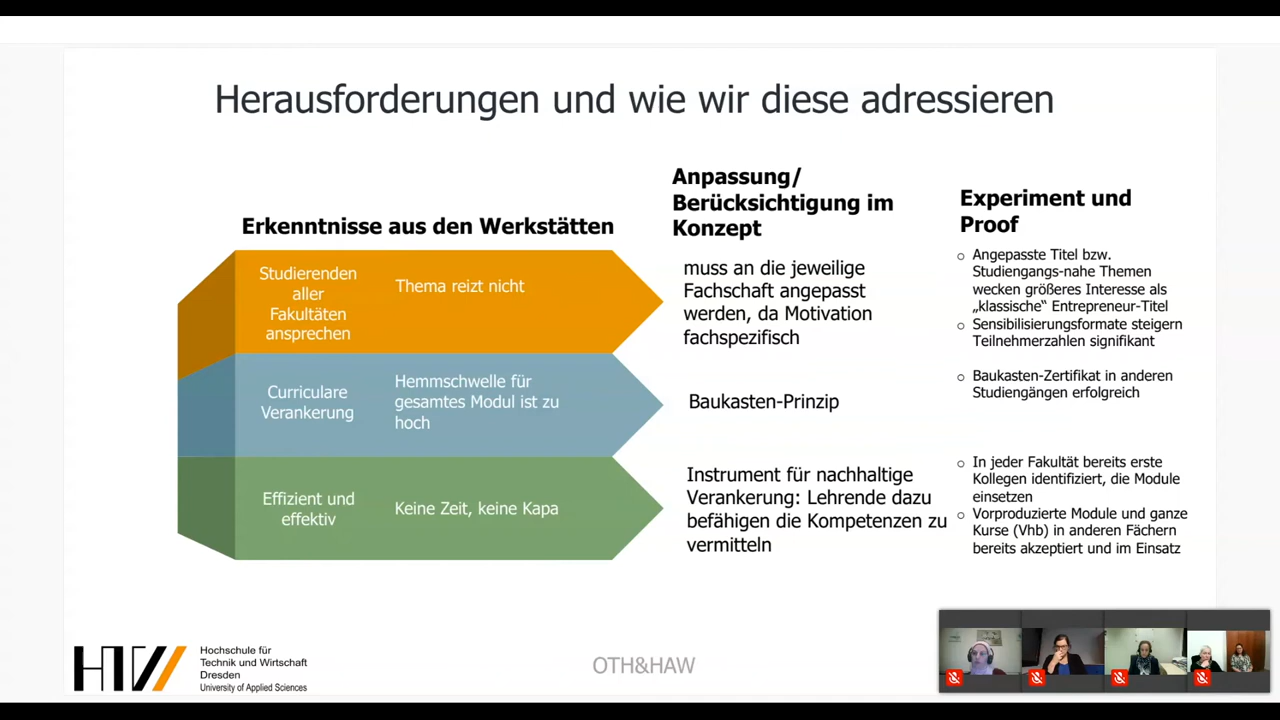 Herausforderungen und wie wir diese adressieren
Erkenntnisse aus den Werkstätten
Anpassung/
Berücksichtigung im
Konzept
Experiment und
Proof
Studierenden
aller
Fakultäten
ansprechen
Thema reizt nicht
muss an die jeweilige
Fachschaft angepasst
werden, da Motivation
fachspezifisch
o Angepasste Titel bzw.
Studiengangs-nahe Themen
wecken größeres Interesse als
„klassische“ Entrepreneur-Titel
o Sensibilisierungsformate steigern
Teilnehmerzahlen signifikant
Curriculare
Verankerung
Hemmschwelle für
gesamtes Modul ist zu
hoch
Baukasten-Prinzip
o Baukasten-Zertifikat in anderen
Studiengängen erfolgreich
Effizient und
effektiv
Keine Zeit, keine Kapa
Instrument für nachhaltige
Verankerung: Lehrende dazu
befähigen die Kompetenzen zu
vermitteln
o In jeder Fakultät bereits erste
Kollegen identifiziert, die Module
einsetzen
o Vorproduzierte Module und ganze
Kurse (Vhb) in anderen Fächern
bereits akzeptiert und im Einsatz
HTW
Hochschule für
Technik und Wirtschaft
Dresden
University of Applied Sciences
OTH&HAW